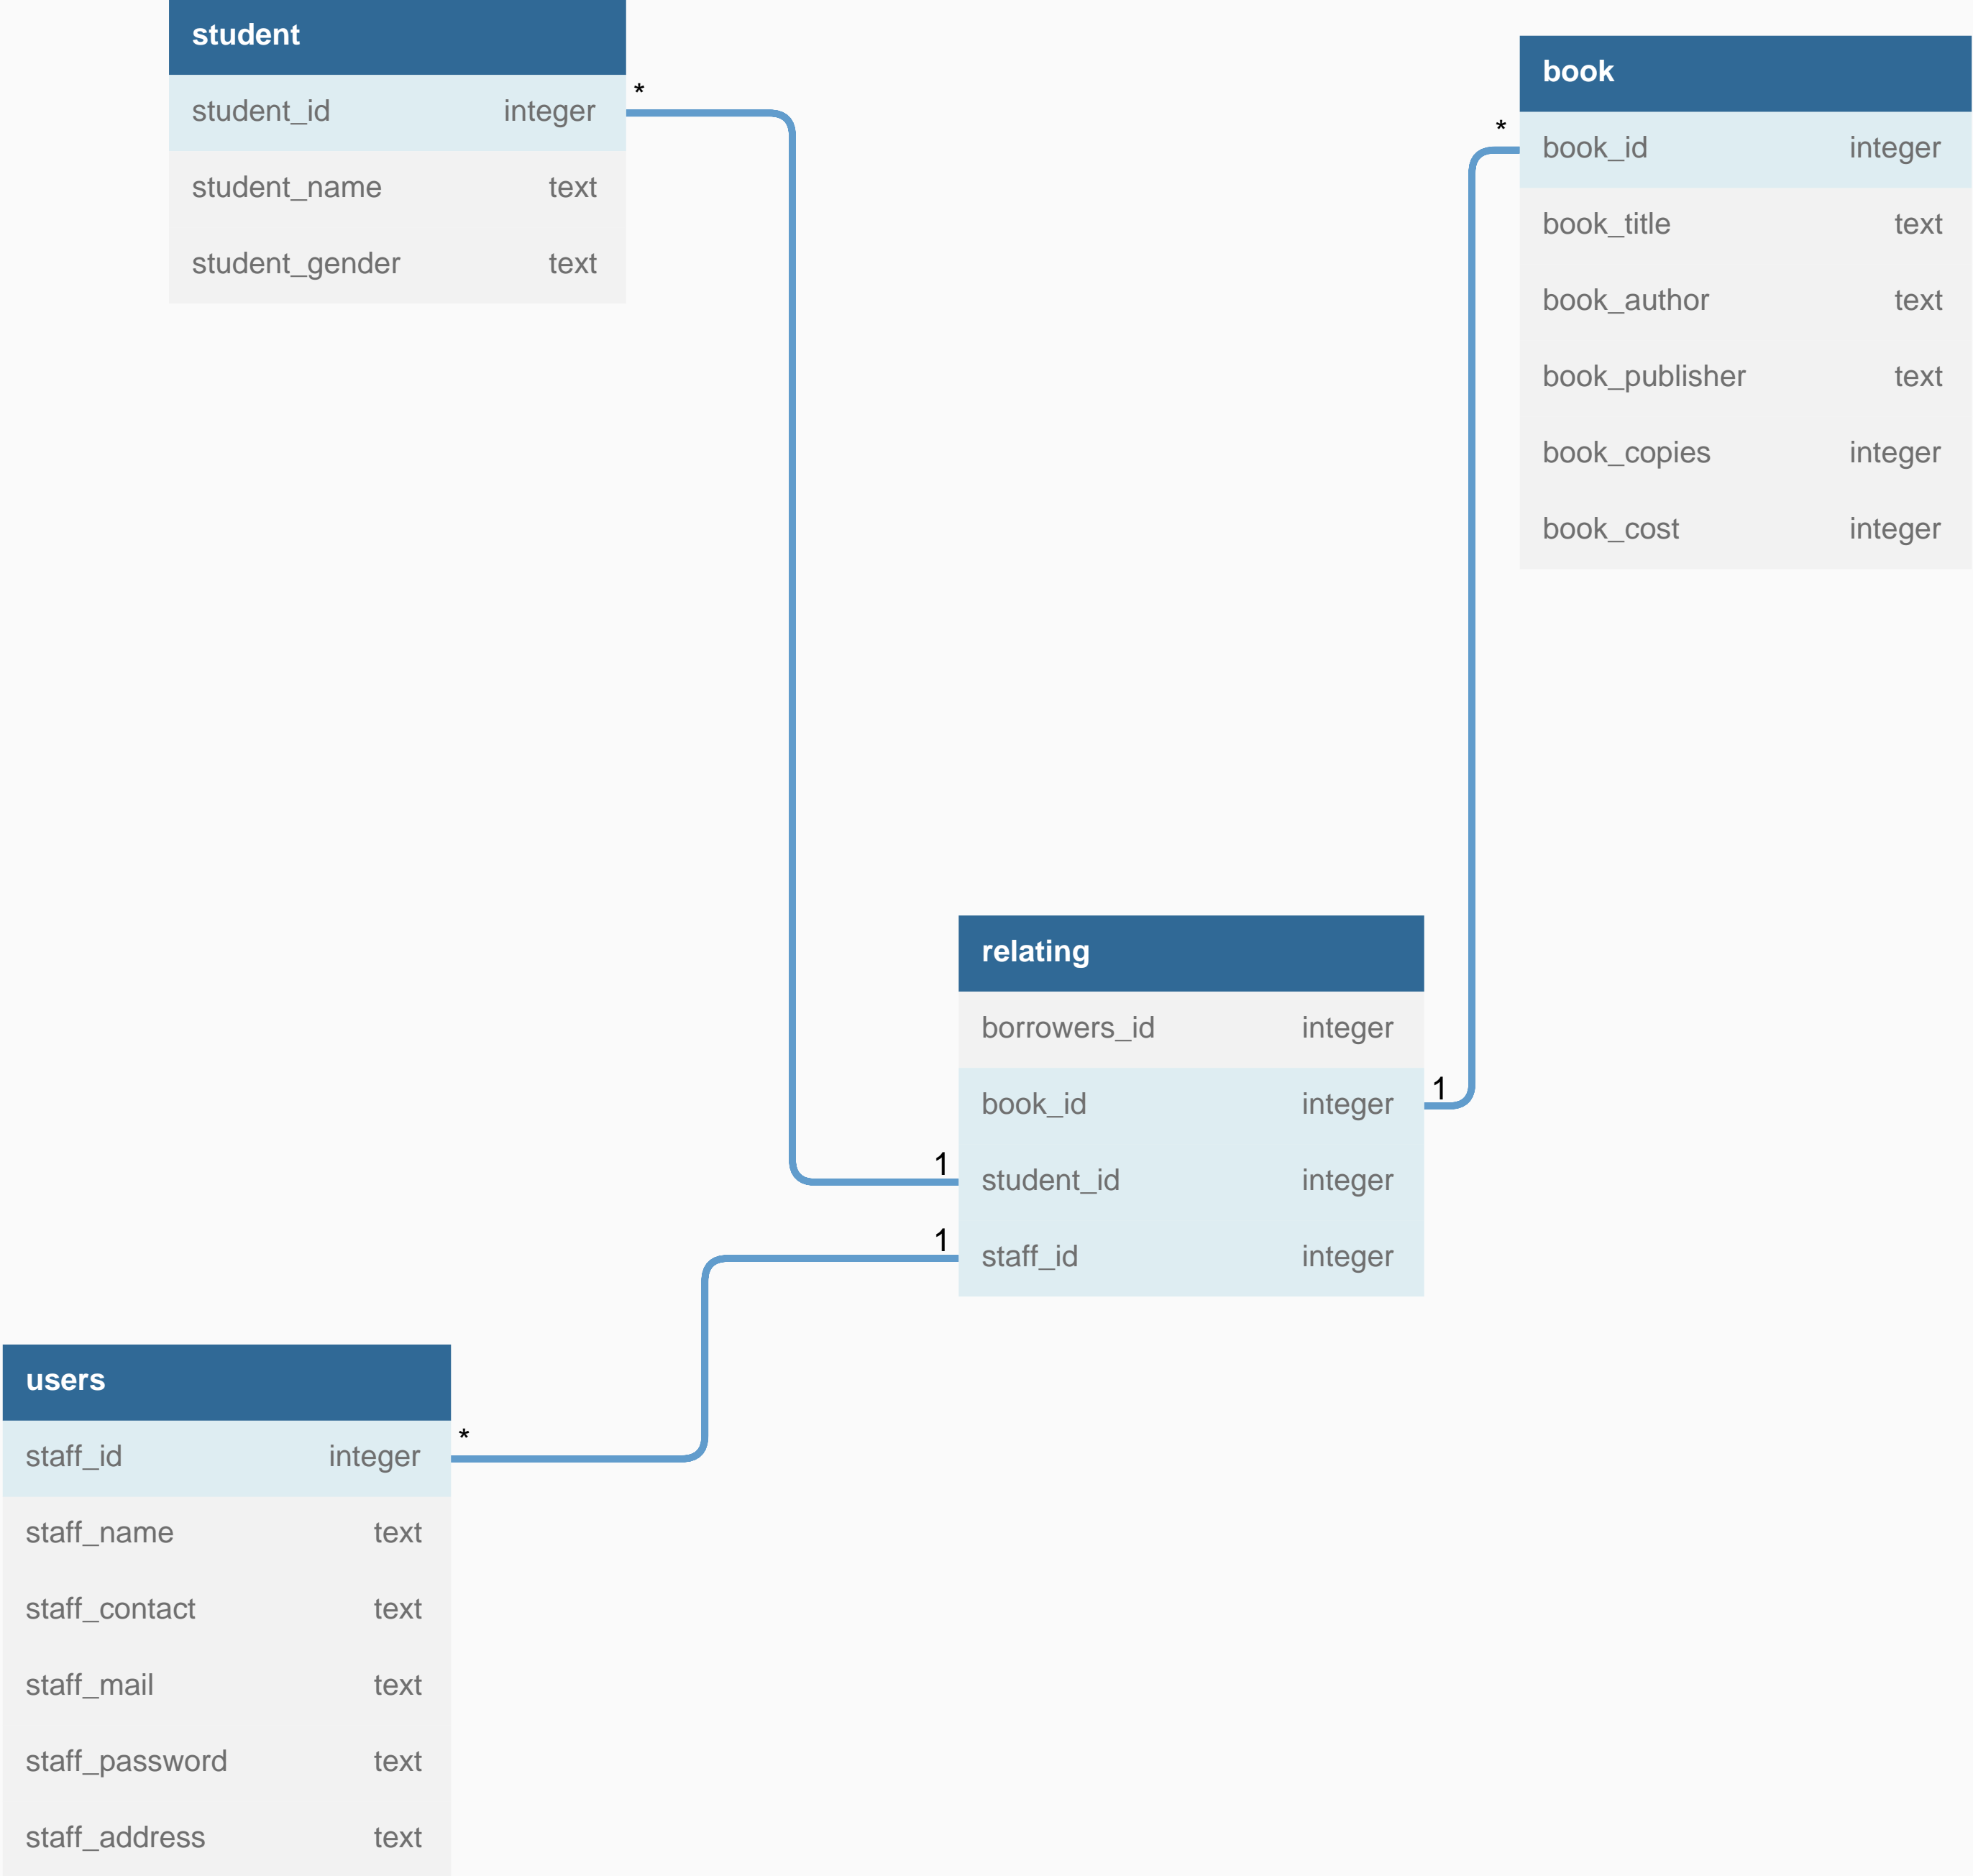 student
student_id integer
*
student_name text
student_gender text
book
*
book_id integer
book_title text
book_author text
book_publisher text
book_copies integer
book_cost integer
relating
borrowers_id integer
book_id integer
1
1
student_id integer
1
staff_id integer
users
staff_id integer
*
staff_name text
staff_contact text
staff_mail text
staff_password text
staff_address text